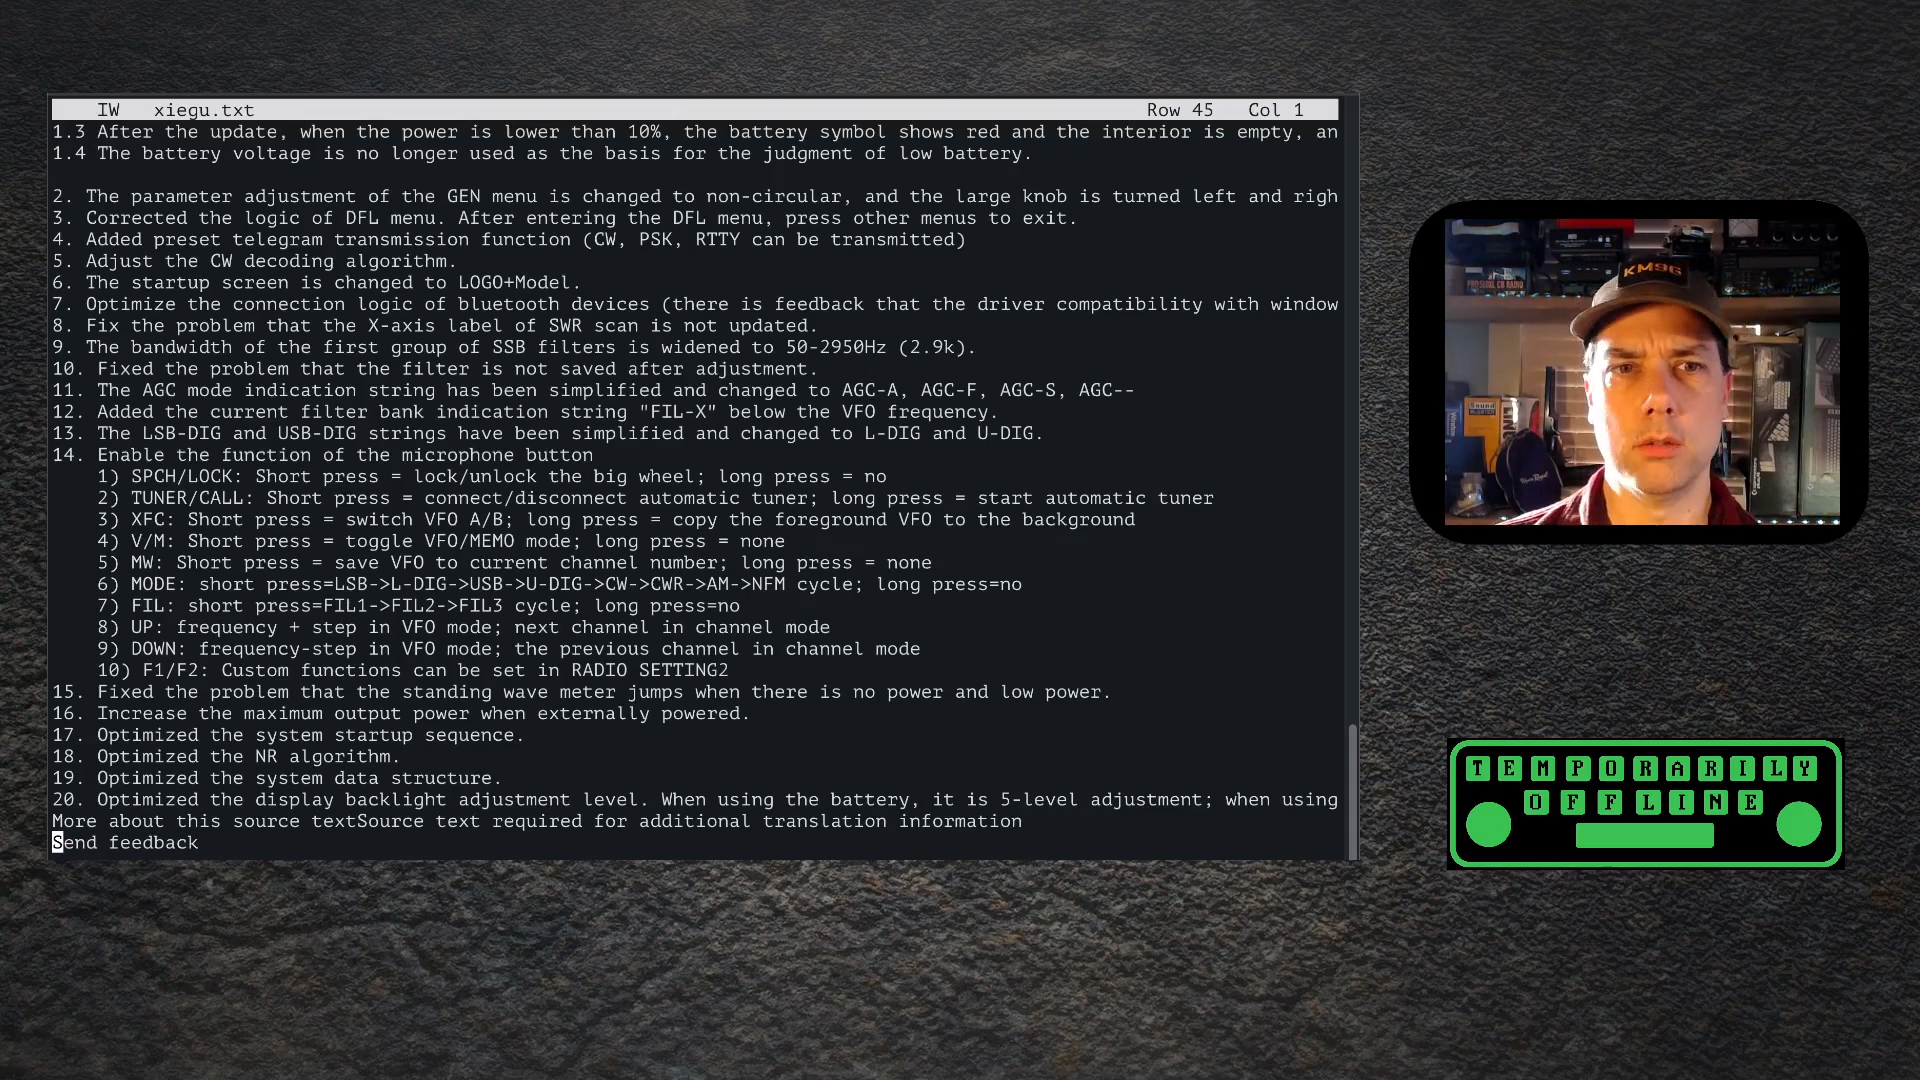 IW xiegu.txt Row 45 Col 1
1.3 After the update, when the power is lower than 10%, the battery symbol shows red and the interior is empty, an
1.4 The battery voltage is no longer used as the basis for the judgment of low battery.
2. The parameter adjustment of the GEN menu is changed to non-circular, and the large knob is turned left and righ
3. Corrected the logic of DFL menu. After entering the DFL menu, press other menus to exit.
4. Added preset telegram transmission function (CW, PSK, RTTY can be transmitted)
5. Adjust the CW decoding algorithm.
6. The startup screen is changed to LOGO+Model.
7. Optimize the connection logic of bluetooth devices (there is feedback that the driver compatibility with window
8. Fix the problem that the X-axis label of SWR scan is not updated.
9. The bandwidth of the first group of SSB filters is widened to 50-2950Hz (2.9k).
10. Fixed the problem that the filter is not saved after adjustment.
11. The AGC mode indication string has been simplified and changed to AGC-A, AGC-F, AGC-S, AGC--
12. Added the current filter bank indication string "FIL-X" below the VFO frequency.
13. The LSB-DIG and USB-DIG strings have been simplified and changed to L-DIG and U-DIG.
14. Enable the function of the microphone button
1) SPCH/LOCK: Short press = lock/unlock the big wheel; long press = no
2) TUNER/CALL: Short press = connect/disconnect automatic tuner; long press = start automatic tuner
3) XFC: Short press = switch VFO A/B; long press = copy the foreground VFO to the background
4) V/M: Short press = toggle VFO/MEMO mode; long press = none
5) MW: Short press = save VFO to current channel number; long press = none
6) MODE: short press=LSB->L-DIG->USB->U-DIG->CW->CWR->AM->NFM cycle; long press=no
7) FIL: short press=FIL1->FIL2->FIL3 cycle; long press=no
8) UP: frequency + step in VFO mode; next channel in channel mode
9) DOWN: frequency-step in VFO mode; the previous channel in channel mode
10) F1/F2: Custom functions can be set in RADIO SETTING2
15. Fixed the problem that the standing wave meter jumps when there is no power and low power.
16. Increase the maximum output power when externally powered.
17. Optimized the system startup sequence.
18. Optimized the NR algorithm.
19. Optimized the system data structure.
20. Optimized the display backlight adjustment level. When using the battery, it is 5-level adjustment; when using
More about this source textSource text required for additional translation information
Send feedback
KM9G
TEMPORARILY
OFFLINE